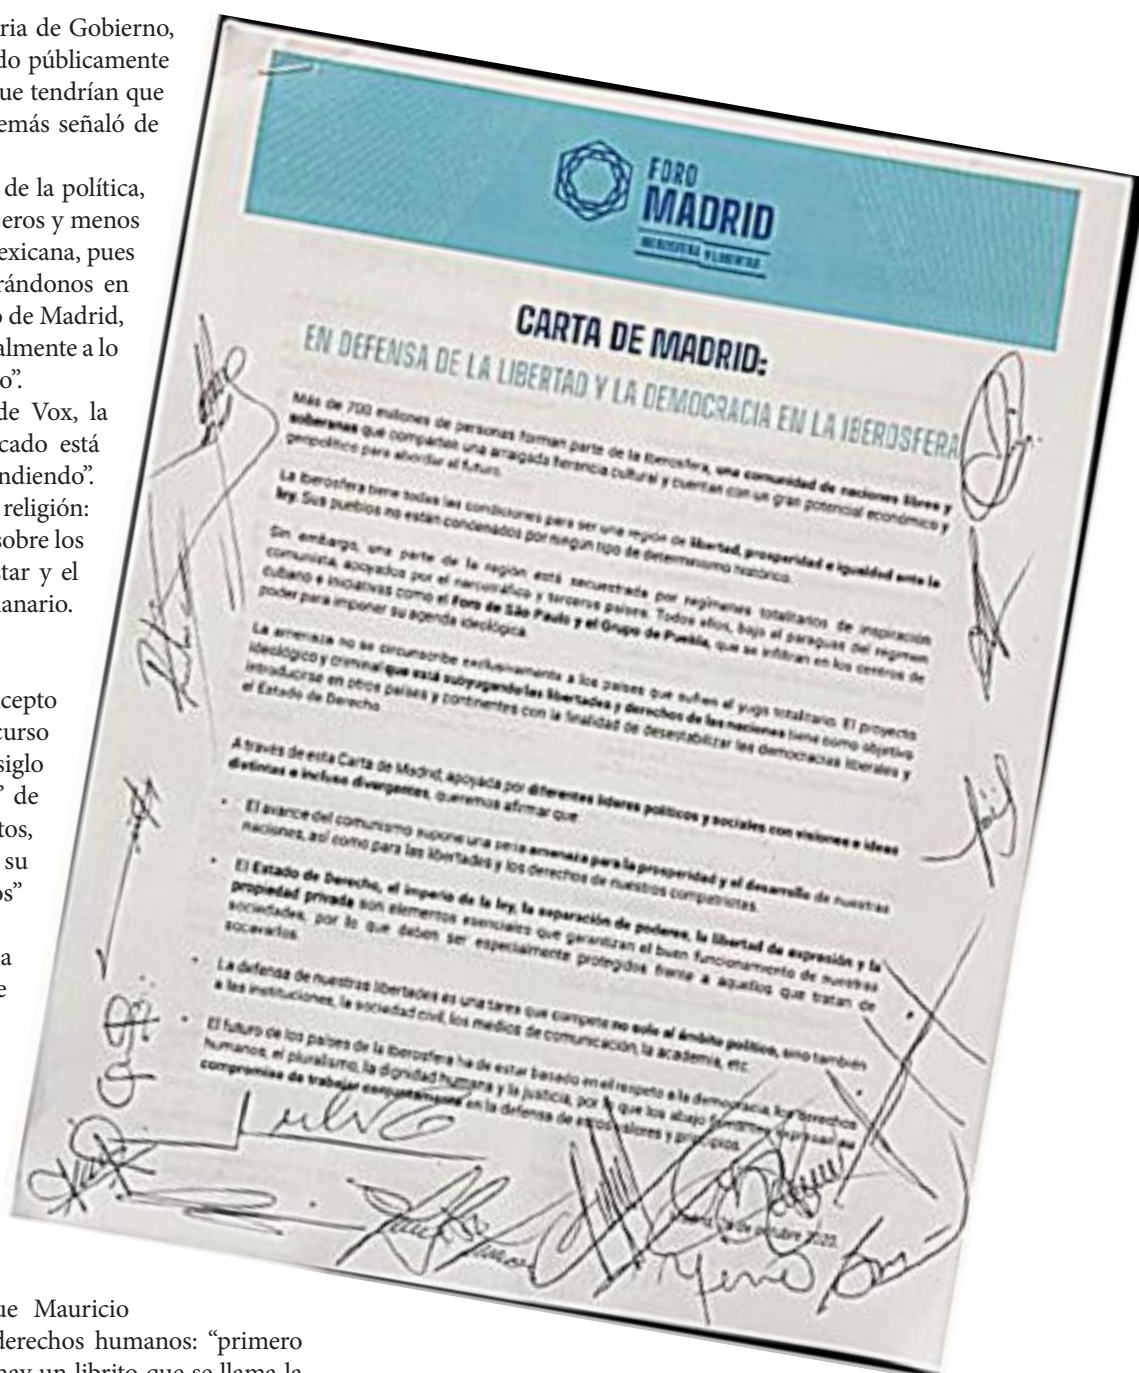 ria de Gobierno,
do públicamente
ue tendrían que
emás señaló de
de la política,
eros y menos
exicana, pues
rándonos en
o de Madrid,
almente a lo
o”.
de Vox, la
cado está
ndiendo”.
religión:
sobre los
tar y el
anario.
cepto
curso
siglo
” de
tos,
su
os”
a
e
ue Mauricio
derechos humanos: “primero
hay un librito que se llama la
FORO
MADRID
IBEROSFERA Y LIBERTAD
CARTA DE MADRID:
EN DEFENSA DE LA LIBERTAD Y LA DEMOCRACIA EN LA IBEROSFERA
Más de 700 millones de personas forman parte de la Iberosfera, una comunidad de naciones libres y
soberanas que comparten una arraigada herencia cultural y cuentan con un gran potencial económico y
geopolítico para abordar el futuro.
La Iberosfera tiene todas las condiciones para ser una región de libertad, prosperidad e igualdad ante la
ley. Sus pueblos no están condenados por ningún tipo de determinismo histórico.
Sin embargo, una parte de la región está secuestrada por regímenes totalitarios de inspiración
comunista, apoyados por el narcotráfico y terceros países. Todos ellos, bajo el paraguas del régimen
cubano e iniciativas como el Foro de São Paulo y el Grupo de Puebla, que se infiltran en los centros de
poder para imponer su agenda ideológica.
La amenaza no se circunscribe exclusivamente a los países que sufren el yugo totalitario. El proyecto
ideológico y criminal que está subyugando las libertades y derechos de las naciones tiene como objetivo
introducirse en otros países y continentes con la finalidad de desestabilizar las democracias liberales y
el Estado de Derecho.
A través de esta Carta de Madrid, apoyada por diferentes líderes políticos y sociales con visiones e ideas
distintas e incluso divergentes, queremos afirmar que:
• El avance del comunismo supone una seria amenaza para la prosperidad y el desarrollo de nuestras
naciones, así como para las libertades y los derechos de nuestros compatriotas.
• El Estado de Derecho, el imperio de la ley, la separación de poderes, la libertad de expresión y la
propiedad privada son elementos esenciales que garantizan el buen funcionamiento de nuestras
sociedades, por lo que deben ser especialmente protegidos frente a aquellos que tratan de
socavarlos.
• La defensa de nuestras libertades es una tarea que compete no solo al ámbito político, sino también
a las instituciones, la sociedad civil, los medios de comunicación, la academia, etc.
• El futuro de los países de la Iberosfera ha de estar basado en el respeto a la democracia, los derechos
humanos, el pluralismo, la dignidad humana y la justicia, por lo que los abajo firmantes expresan su
compromiso de trabajar conjuntamente en la defensa de estos valores y principios.
de octubre 2020.